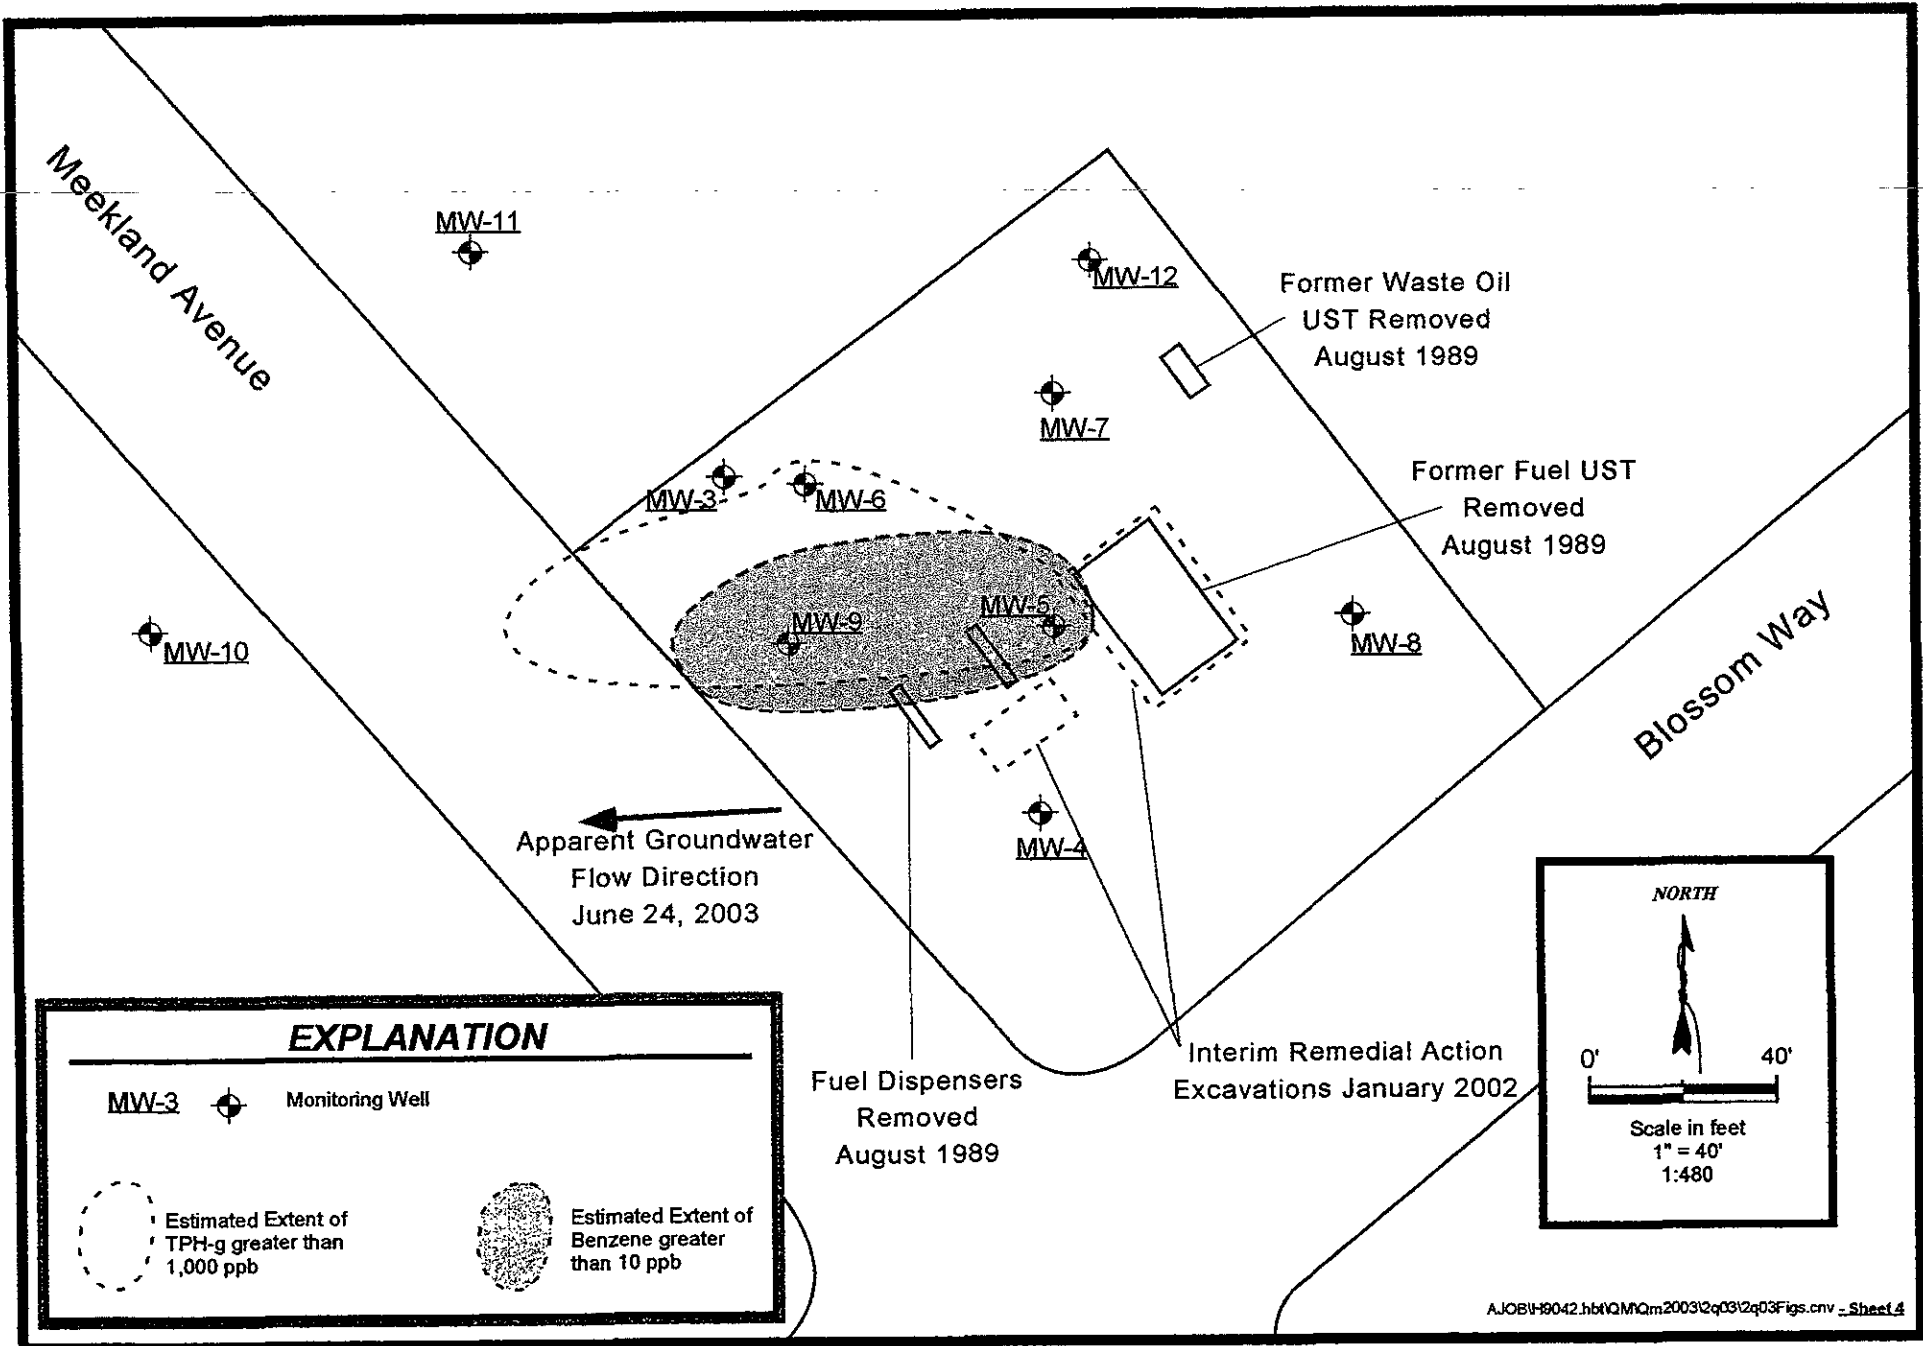 Meekland Avenue
MW-11
MW-12
Former Waste Oil
UST Removed
August 1989
MW-7
Former Fuel UST
Removed
August 1989
MW-3
MW-6
MW-5
MW-9
MW-10
MW-8
Blossom Way
MW-4
Apparent Groundwater
Flow Direction
June 24, 2003
Interim Remedial Action
Excavations January 2002
Fuel Dispensers
Removed
August 1989
NORTH
0' 40'
Scale in feet
1" = 40'
1:480
EXPLANATION
MW-3 Monitoring Well
Estimated Extent of
TPH-g greater than
1,000 ppb
Estimated Extent of
Benzene greater
than 10 ppb
AJOB\H9042.hbt\QM\Qm2003\2q03\2q03Figs.cnv - Sheet 4